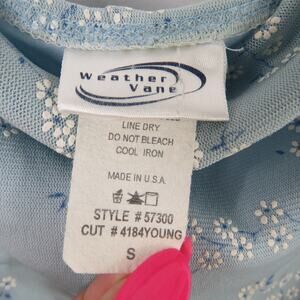 Weather
Vane
LINE DRY
DO NOT BLEACH
COOL IRON
MADE IN U.S.A.
STYLE # 57300
CUT # 4184YOUNG
S